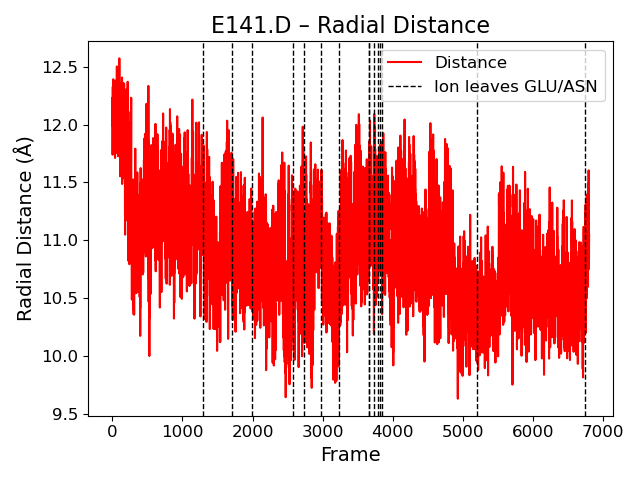 E141.D – Radial Distance
Distance
Ion leaves GLU/ASN
Radial Distance (Å)
12.5
12.0
11.5
11.0
10.5
10.0
9.5
0 1000 2000 3000 4000 5000 6000 7000
Frame